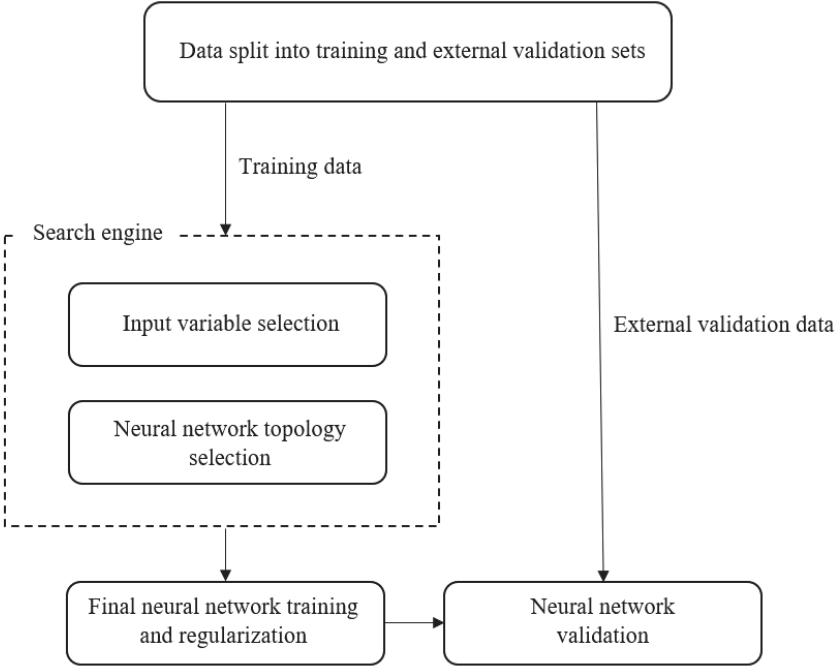 Data split into training and external validation sets
Training data
Search engine
Input variable selection
External validation data
Neural network topology
selection
Final neural network training
and regularization
Neural network
validation